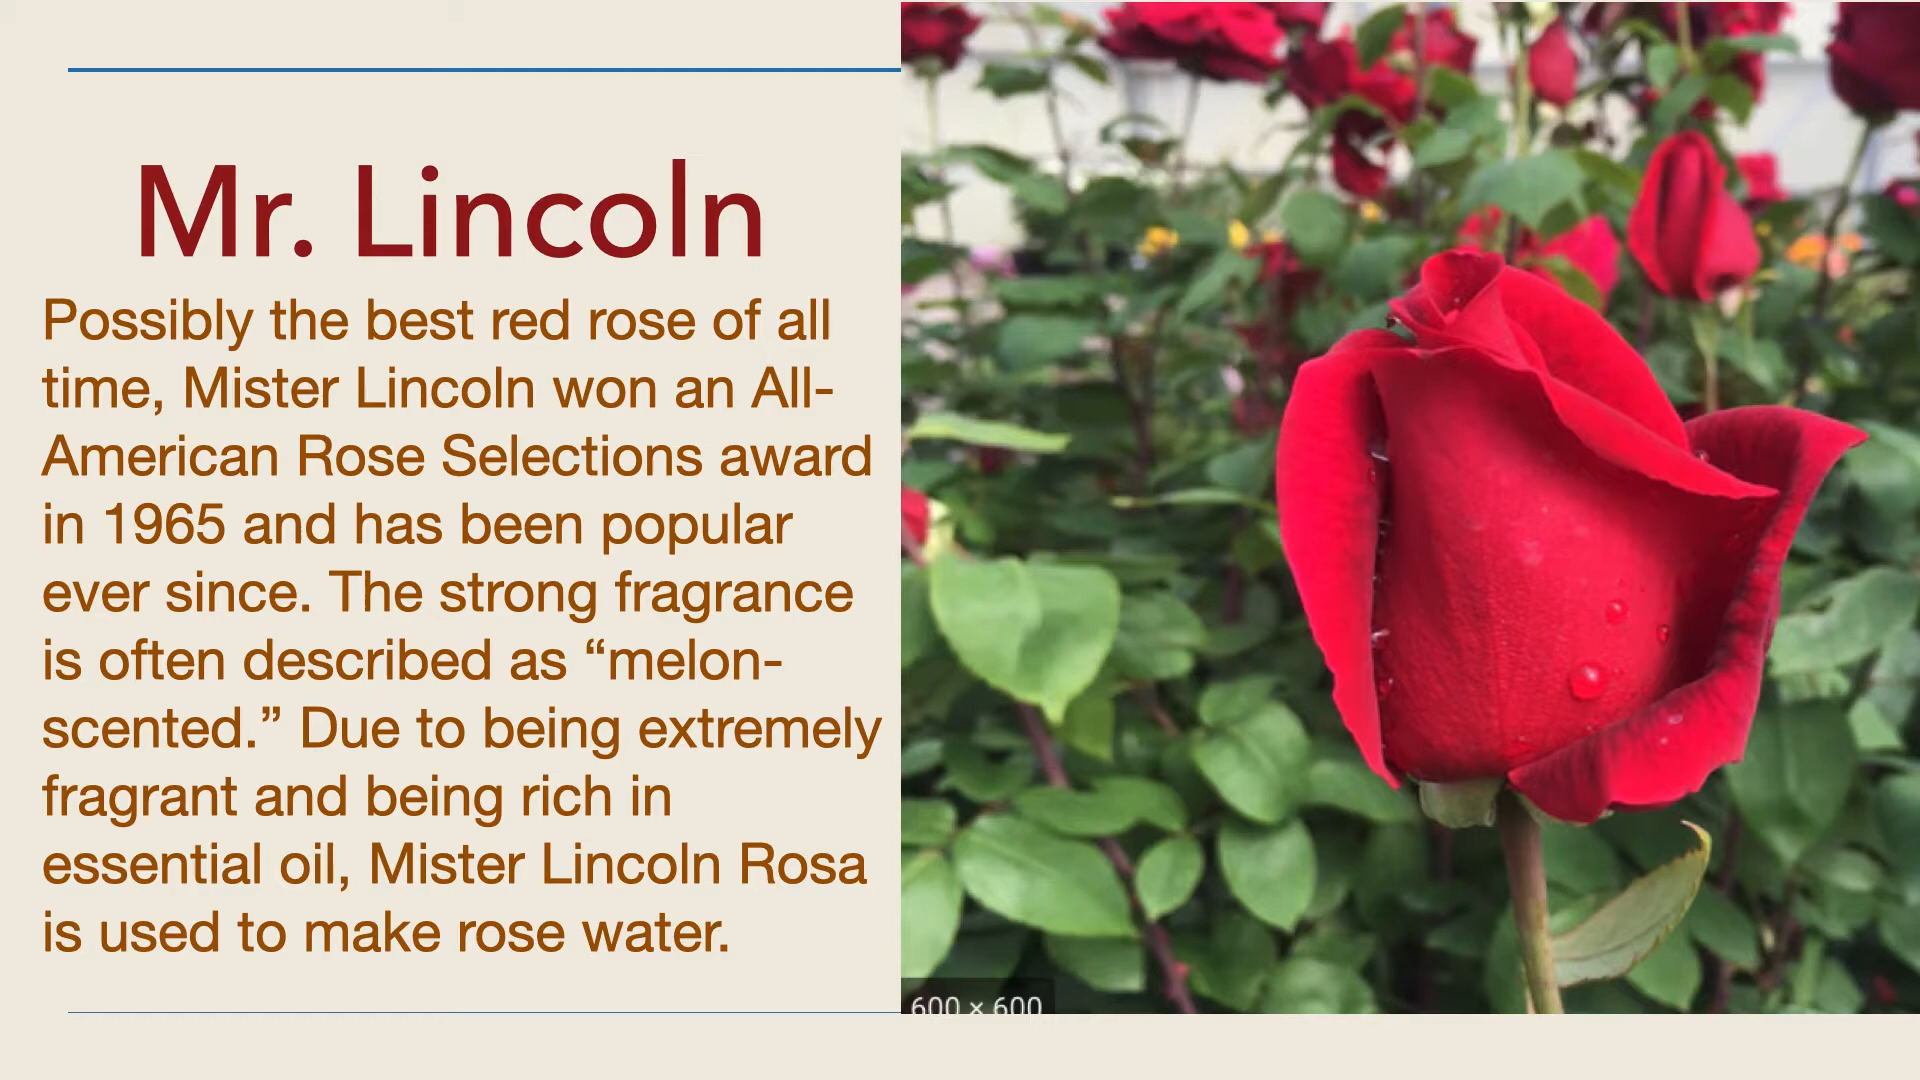 Mr. Lincoln
Possibly the best red rose of all
time, Mister Lincoln won an All-
American Rose Selections award
in 1965 and has been popular
ever since. The strong fragrance
is often described as “melon-
scented.” Due to being extremely
fragrant and being rich in
essential oil, Mister Lincoln Rosa
is used to make rose water.
600 × 600